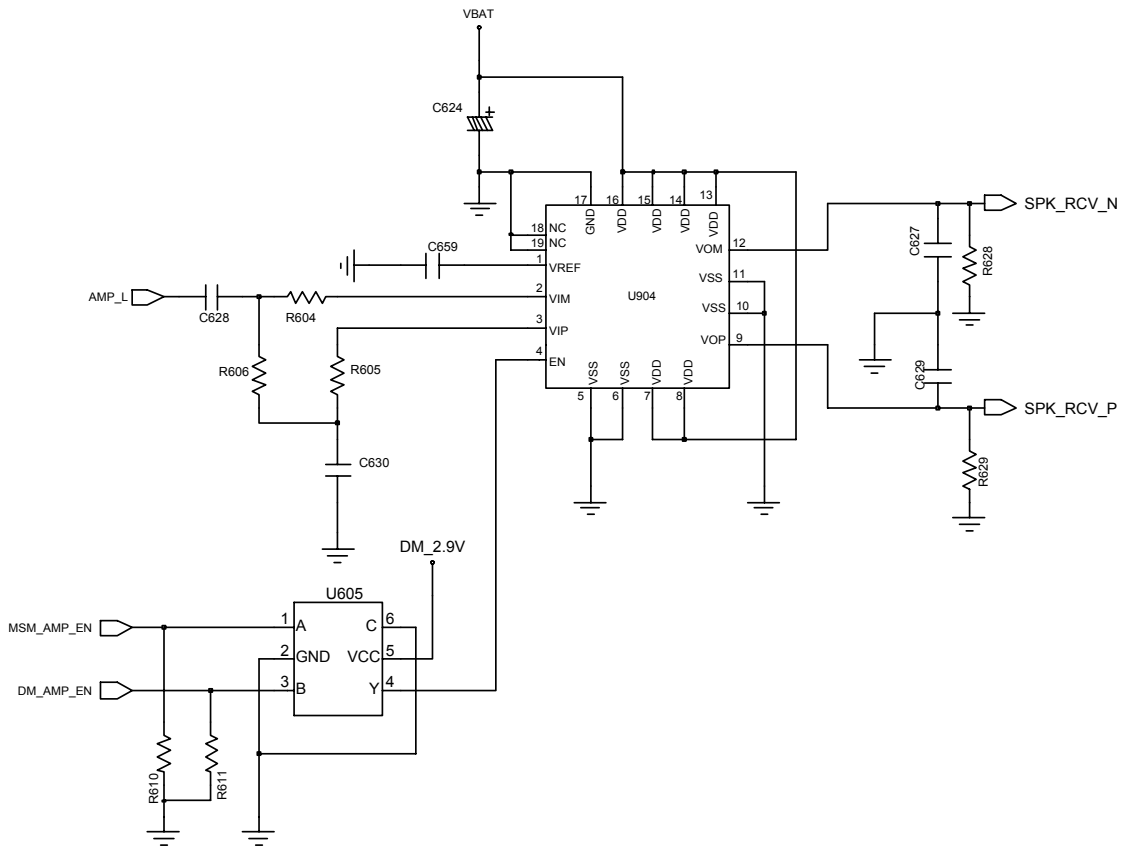 VBAT
C624
17
16
15
14
13
GND
VDD
VDD
VDD
VDD
18 NC
19 NC
1 VREF
2 VIM
3 VIP
4 EN
C659
AMP_L
C628
R604
R606
R605
C630
U904
VOM 12
VSS 11
VSS 10
VOP 9
VSS
VSS
VDD
VDD
5
6
7
8
C627
R628
SPK_RCV_N
C629
R629
SPK_RCV_P
DM_2.9V
U605
MSM_AMP_EN
DM_AMP_EN
1 A
2 GND
3 B
C 6
VCC 5
Y 4
R610
R611